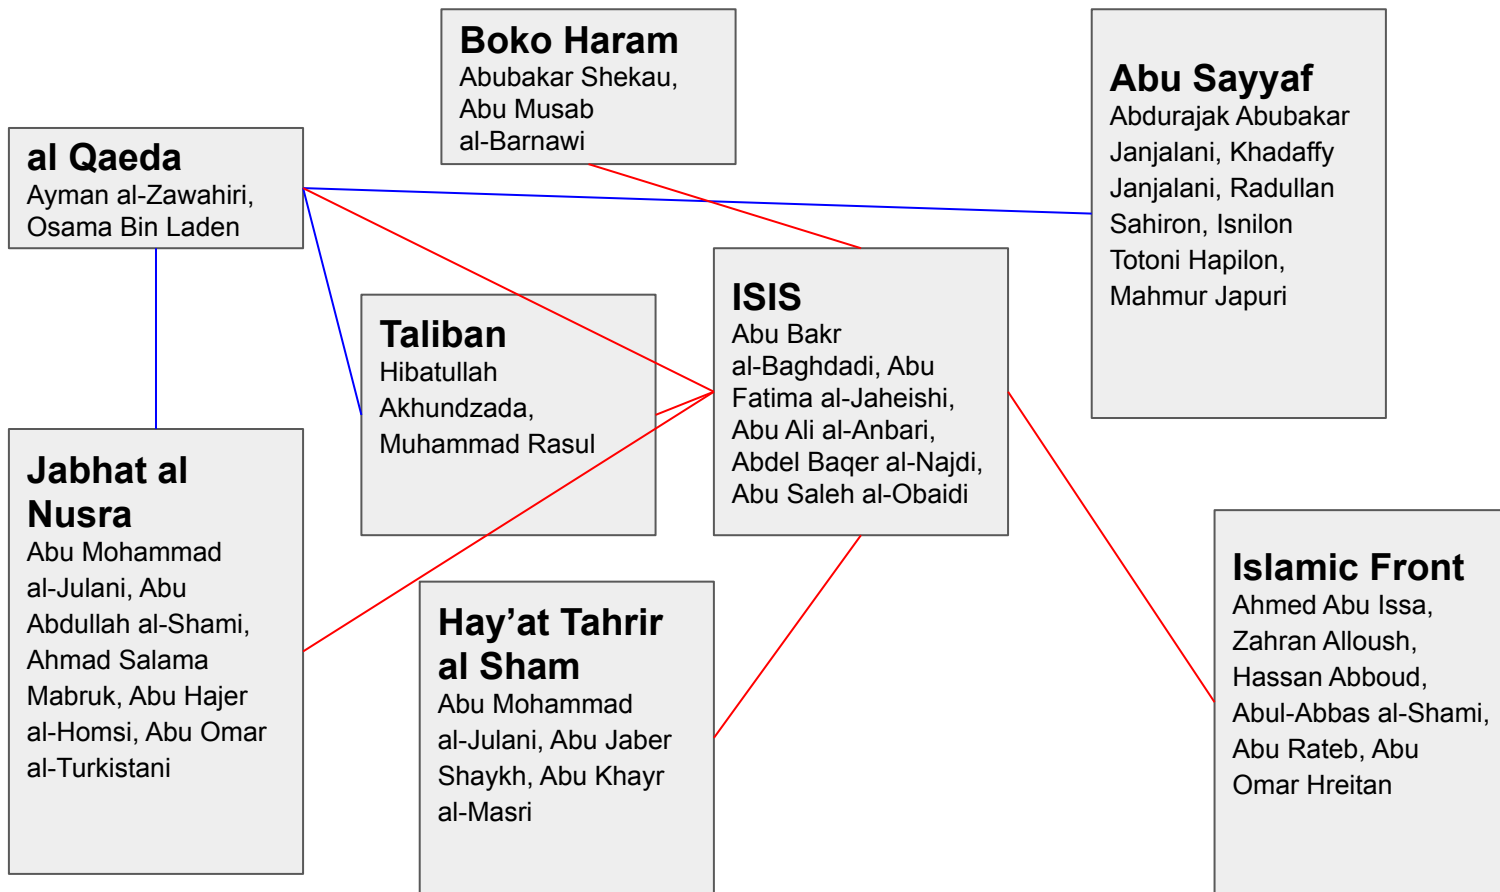 Boko Haram
Abubakar Shekau,
Abu Musab
al-Barnawi
Abu Sayyaf
Abdurajak Abubakar
Janjalani, Khadaffy
Janjalani, Radullan
Sahiron, Isnilon
Totoni Hapilon,
Mahmur Japuri
al Qaeda
Ayman al-Zawahiri,
Osama Bin Laden
Taliban
Hibatullah
Akhundzada,
Muhammad Rasul
ISIS
Abu Bakr
al-Baghdadi, Abu
Fatima al-Jaheishi,
Abu Ali al-Anbari,
Abdel Baqer al-Najdi,
Abu Saleh al-Obaidi
Jabhat al
Nusra
Abu Mohammad
al-Julani, Abu
Abdullah al-Shami,
Ahmad Salama
Mabruk, Abu Hajer
al-Homsi, Abu Omar
al-Turkistani
Hay’at Tahrir
al Sham
Abu Mohammad
al-Julani, Abu Jaber
Shaykh, Abu Khayr
al-Masri
Islamic Front
Ahmed Abu Issa,
Zahran Alloush,
Hassan Abboud,
Abul-Abbas al-Shami,
Abu Rateb, Abu
Omar Hreitan